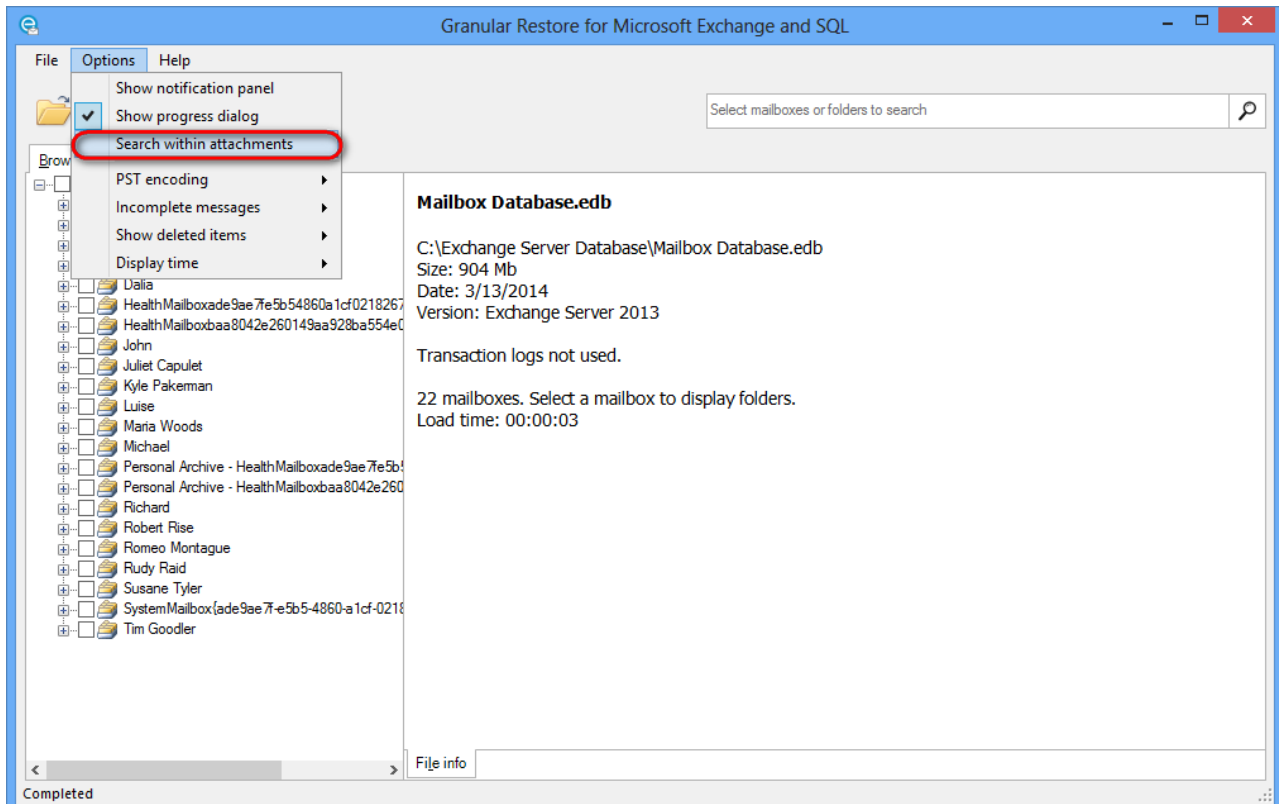 Granular Restore for Microsoft Exchange and SQL
File Options Help
Show notification panel
Show progress dialog
Search within attachments
PST encoding
Incomplete messages
Show deleted items
Display time
Select mailboxes or folders to search
Brow
Dalia
HealthMailboxade9ae7fe5b54860a1cf0218267
HealthMailboxbaa8042e260149aa928ba554e0
John
Juliet Capulet
Kyle Pakerman
Luise
Maria Woods
Michael
Personal Archive - HealthMailboxade9ae7fe5b5
Personal Archive - HealthMailboxbaa8042e260
Richard
Robert Rise
Romeo Montague
Rudy Raid
Susane Tyler
SystemMailbox{ade9ae7f-e5b5-4860-a1cf-0218
Tim Goodler
Mailbox Database.edb
C:\Exchange Server Database\Mailbox Database.edb
Size: 904 Mb
Date: 3/13/2014
Version: Exchange Server 2013
Transaction logs not used.
22 mailboxes. Select a mailbox to display folders.
Load time: 00:00:03
File info
Completed